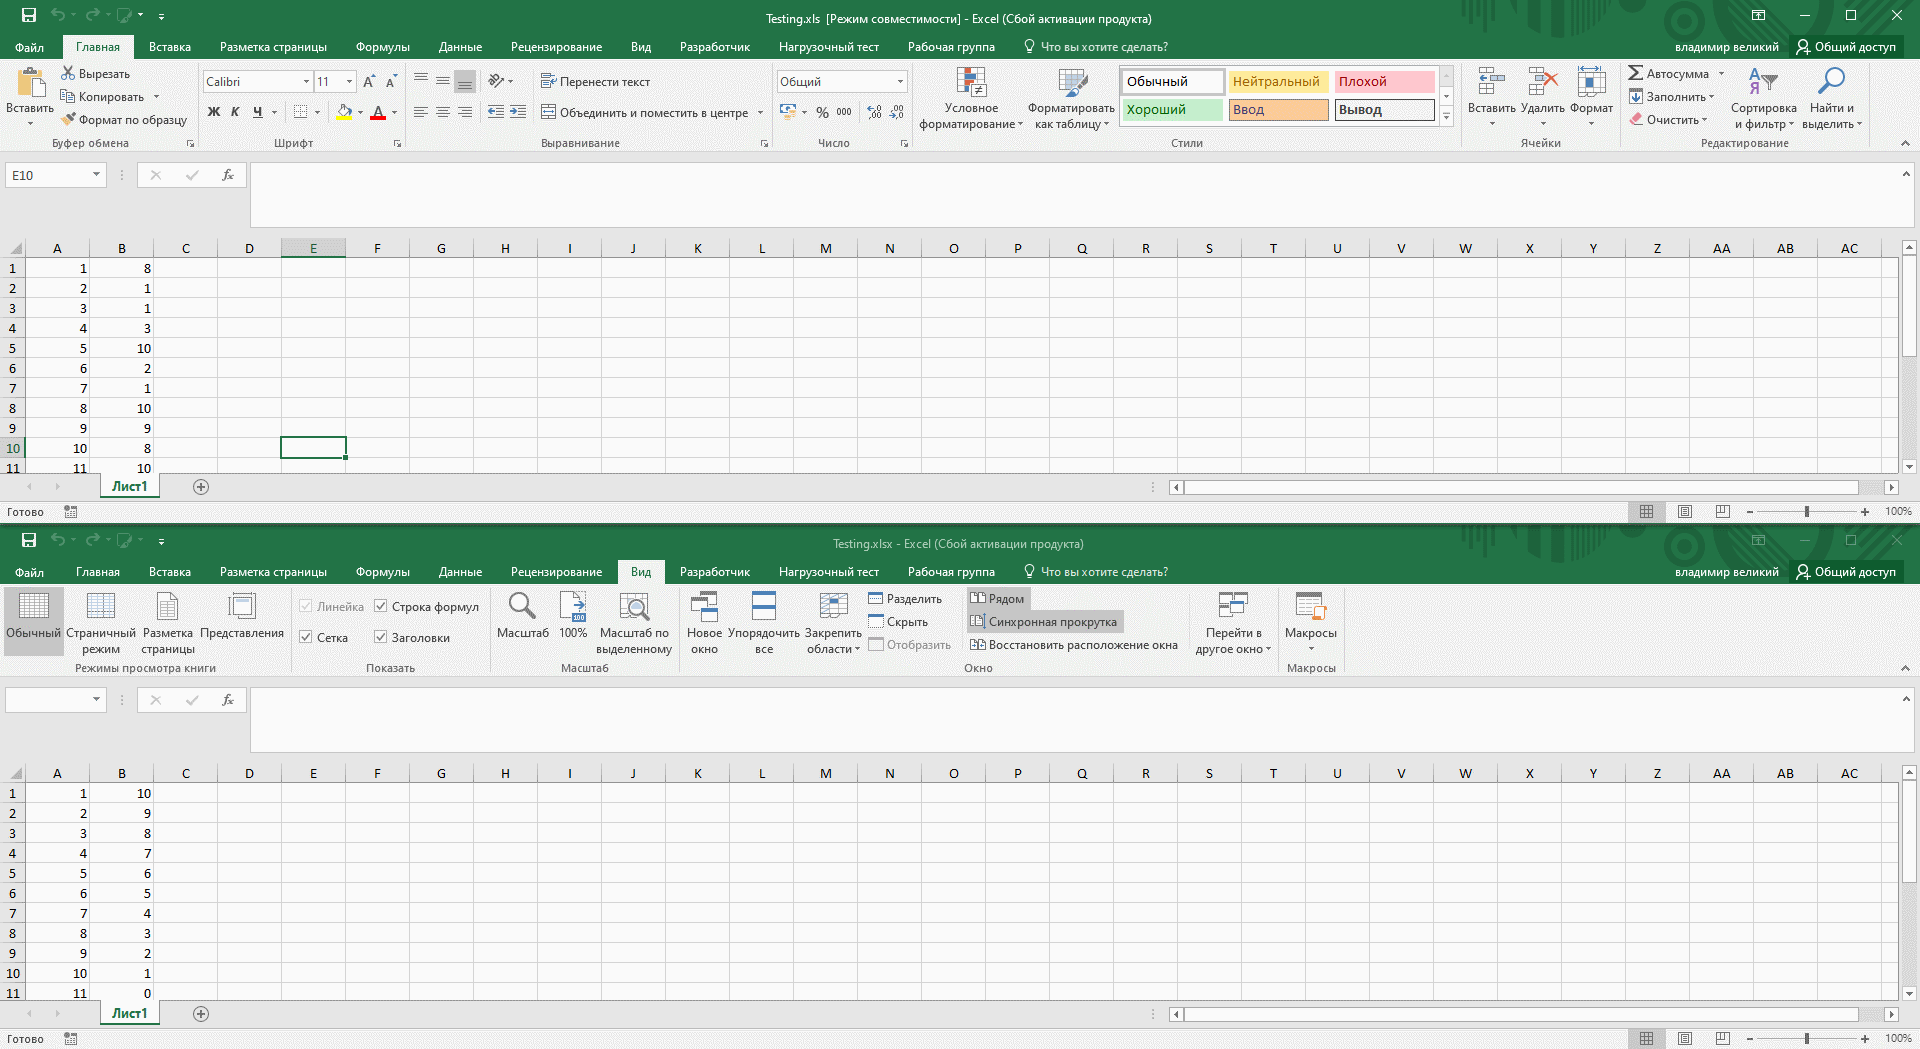 Testing.xls [Режим совместимости] - Excel (Сбой активации продукта)
Файл Главная Вставка Разметка страницы Формулы Данные Рецензирование Вид Разработчик Нагрузочный тест Рабочая группа Что вы хотите сделать? владимир великий Общий доступ
Вставить Вырезать Копировать Формат по образцу
Буфер обмена
Calibri 11
Ж К Ч А
Шрифт
Перенести текст
Объединить и поместить в центре
Выравнивание
Общий
% 000
Число
Условное форматирование Форматировать как таблицу
Обычный Нейтральный Плохой
Хороший Ввод Вывод
Стили
Вставить Удалить Формат
Ячейки
Автосумма
Заполнить
Очистить
Сортировка и фильтр Найти и выделить
Редактирование
E10 fx
A B C D E F G H I J K L M N O P Q R S T U V W X Y Z AA AB AC
1 1 8
2 2 1
3 3 1
4 4 3
5 5 10
6 6 2
7 7 1
8 8 10
9 9 9
10 10 8
11 11 10
Лист1
Готово 100%
Testing.xlsx - Excel (Сбой активации продукта)
Файл Главная Вставка Разметка страницы Формулы Данные Рецензирование Вид Разработчик Нагрузочный тест Рабочая группа Что вы хотите сделать? владимир великий Общий доступ
Обычный Страничный режим Разметка страницы Представления
Режимы просмотра книги
Линейка Строка формул
Сетка Заголовки
Показать
Масштаб 100% Масштаб по выделенному
Масштаб
Новое окно Упорядочить все Закрепить области
Разделить
Скрыть
Отобразить
Рядом
Синхронная прокрутка
Восстановить расположение окна
Перейти в другое окно
Окно
Макросы
Макросы
fx
A B C D E F G H I J K L M N O P Q R S T U V W X Y Z AA AB AC
1 1 10
2 2 9
3 3 8
4 4 7
5 5 6
6 6 5
7 7 4
8 8 3
9 9 2
10 10 1
11 11 0
Лист1
Готово 100%